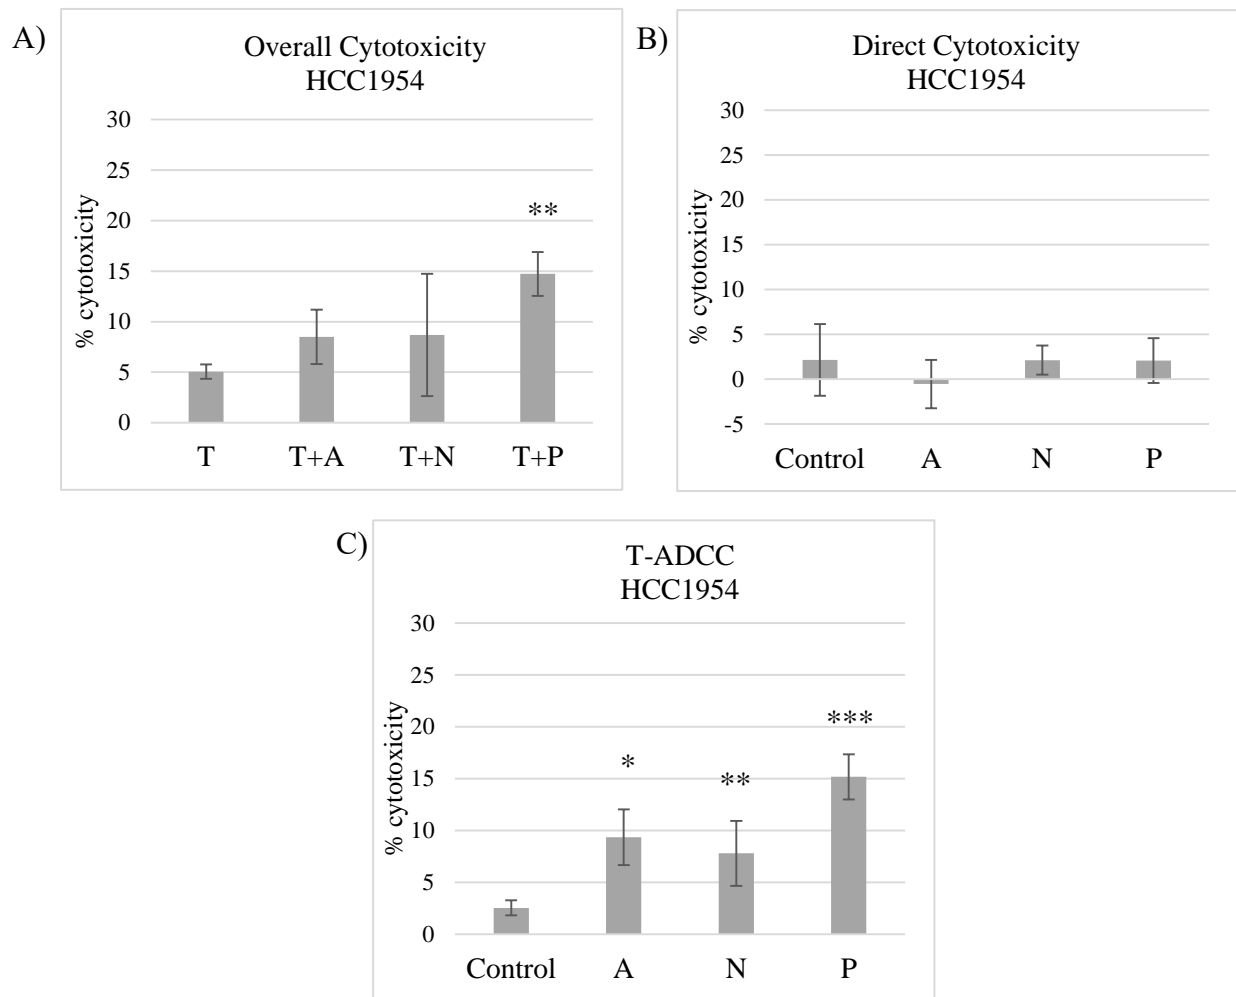 A)
Overall Cytotoxicity
HCC1954
% cytotoxicity
30
25
20
15
10
5
0
**
T T+A T+N T+P
B)
Direct Cytotoxicity
HCC1954
% cytotoxicity
30
25
20
15
10
5
0
-5
Control A N P
C)
T-ADCC
HCC1954
% cytotoxicity
30
25
20
15
10
5
0
* ** ***
Control A N P